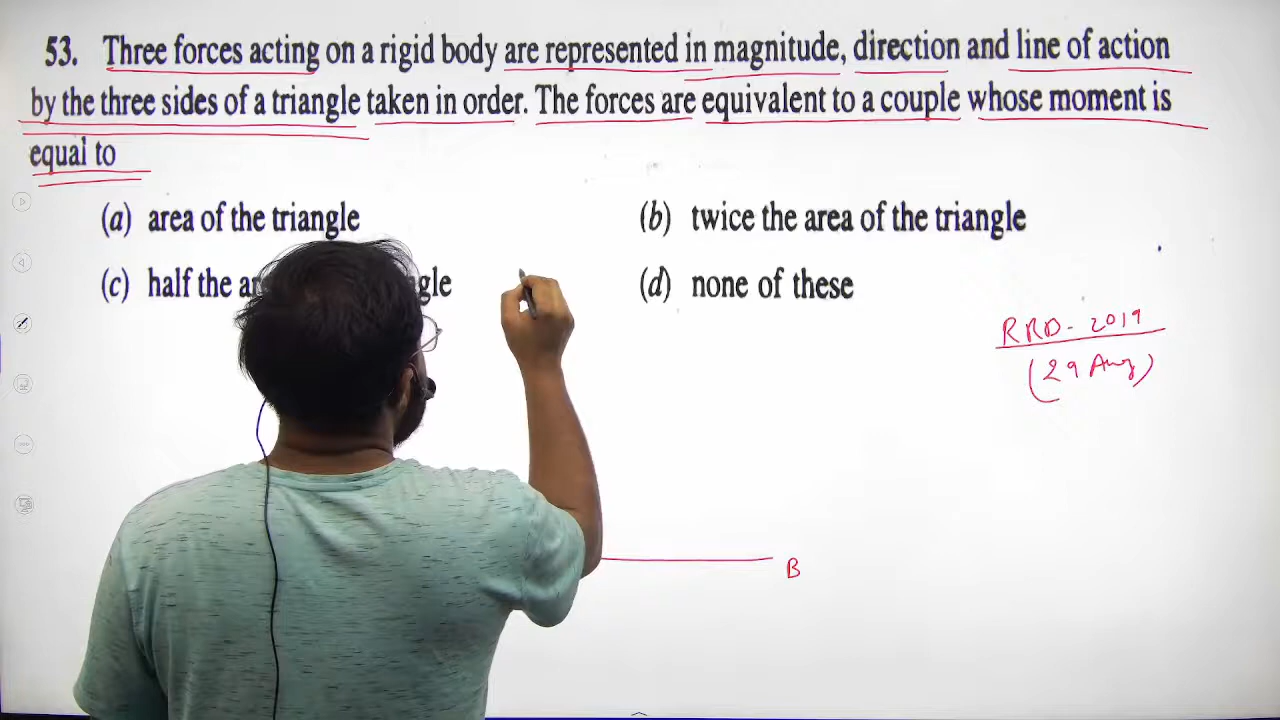 53. Three forces acting on a rigid body are represented in magnitude, direction and line of action
by the three sides of a triangle taken in order. The forces are equivalent to a couple whose moment is
equal to
(a) area of the triangle
(b) twice the area of the triangle
(c) half the
gle
(d) none of these
RRB - 2019
(29 Aug)
B